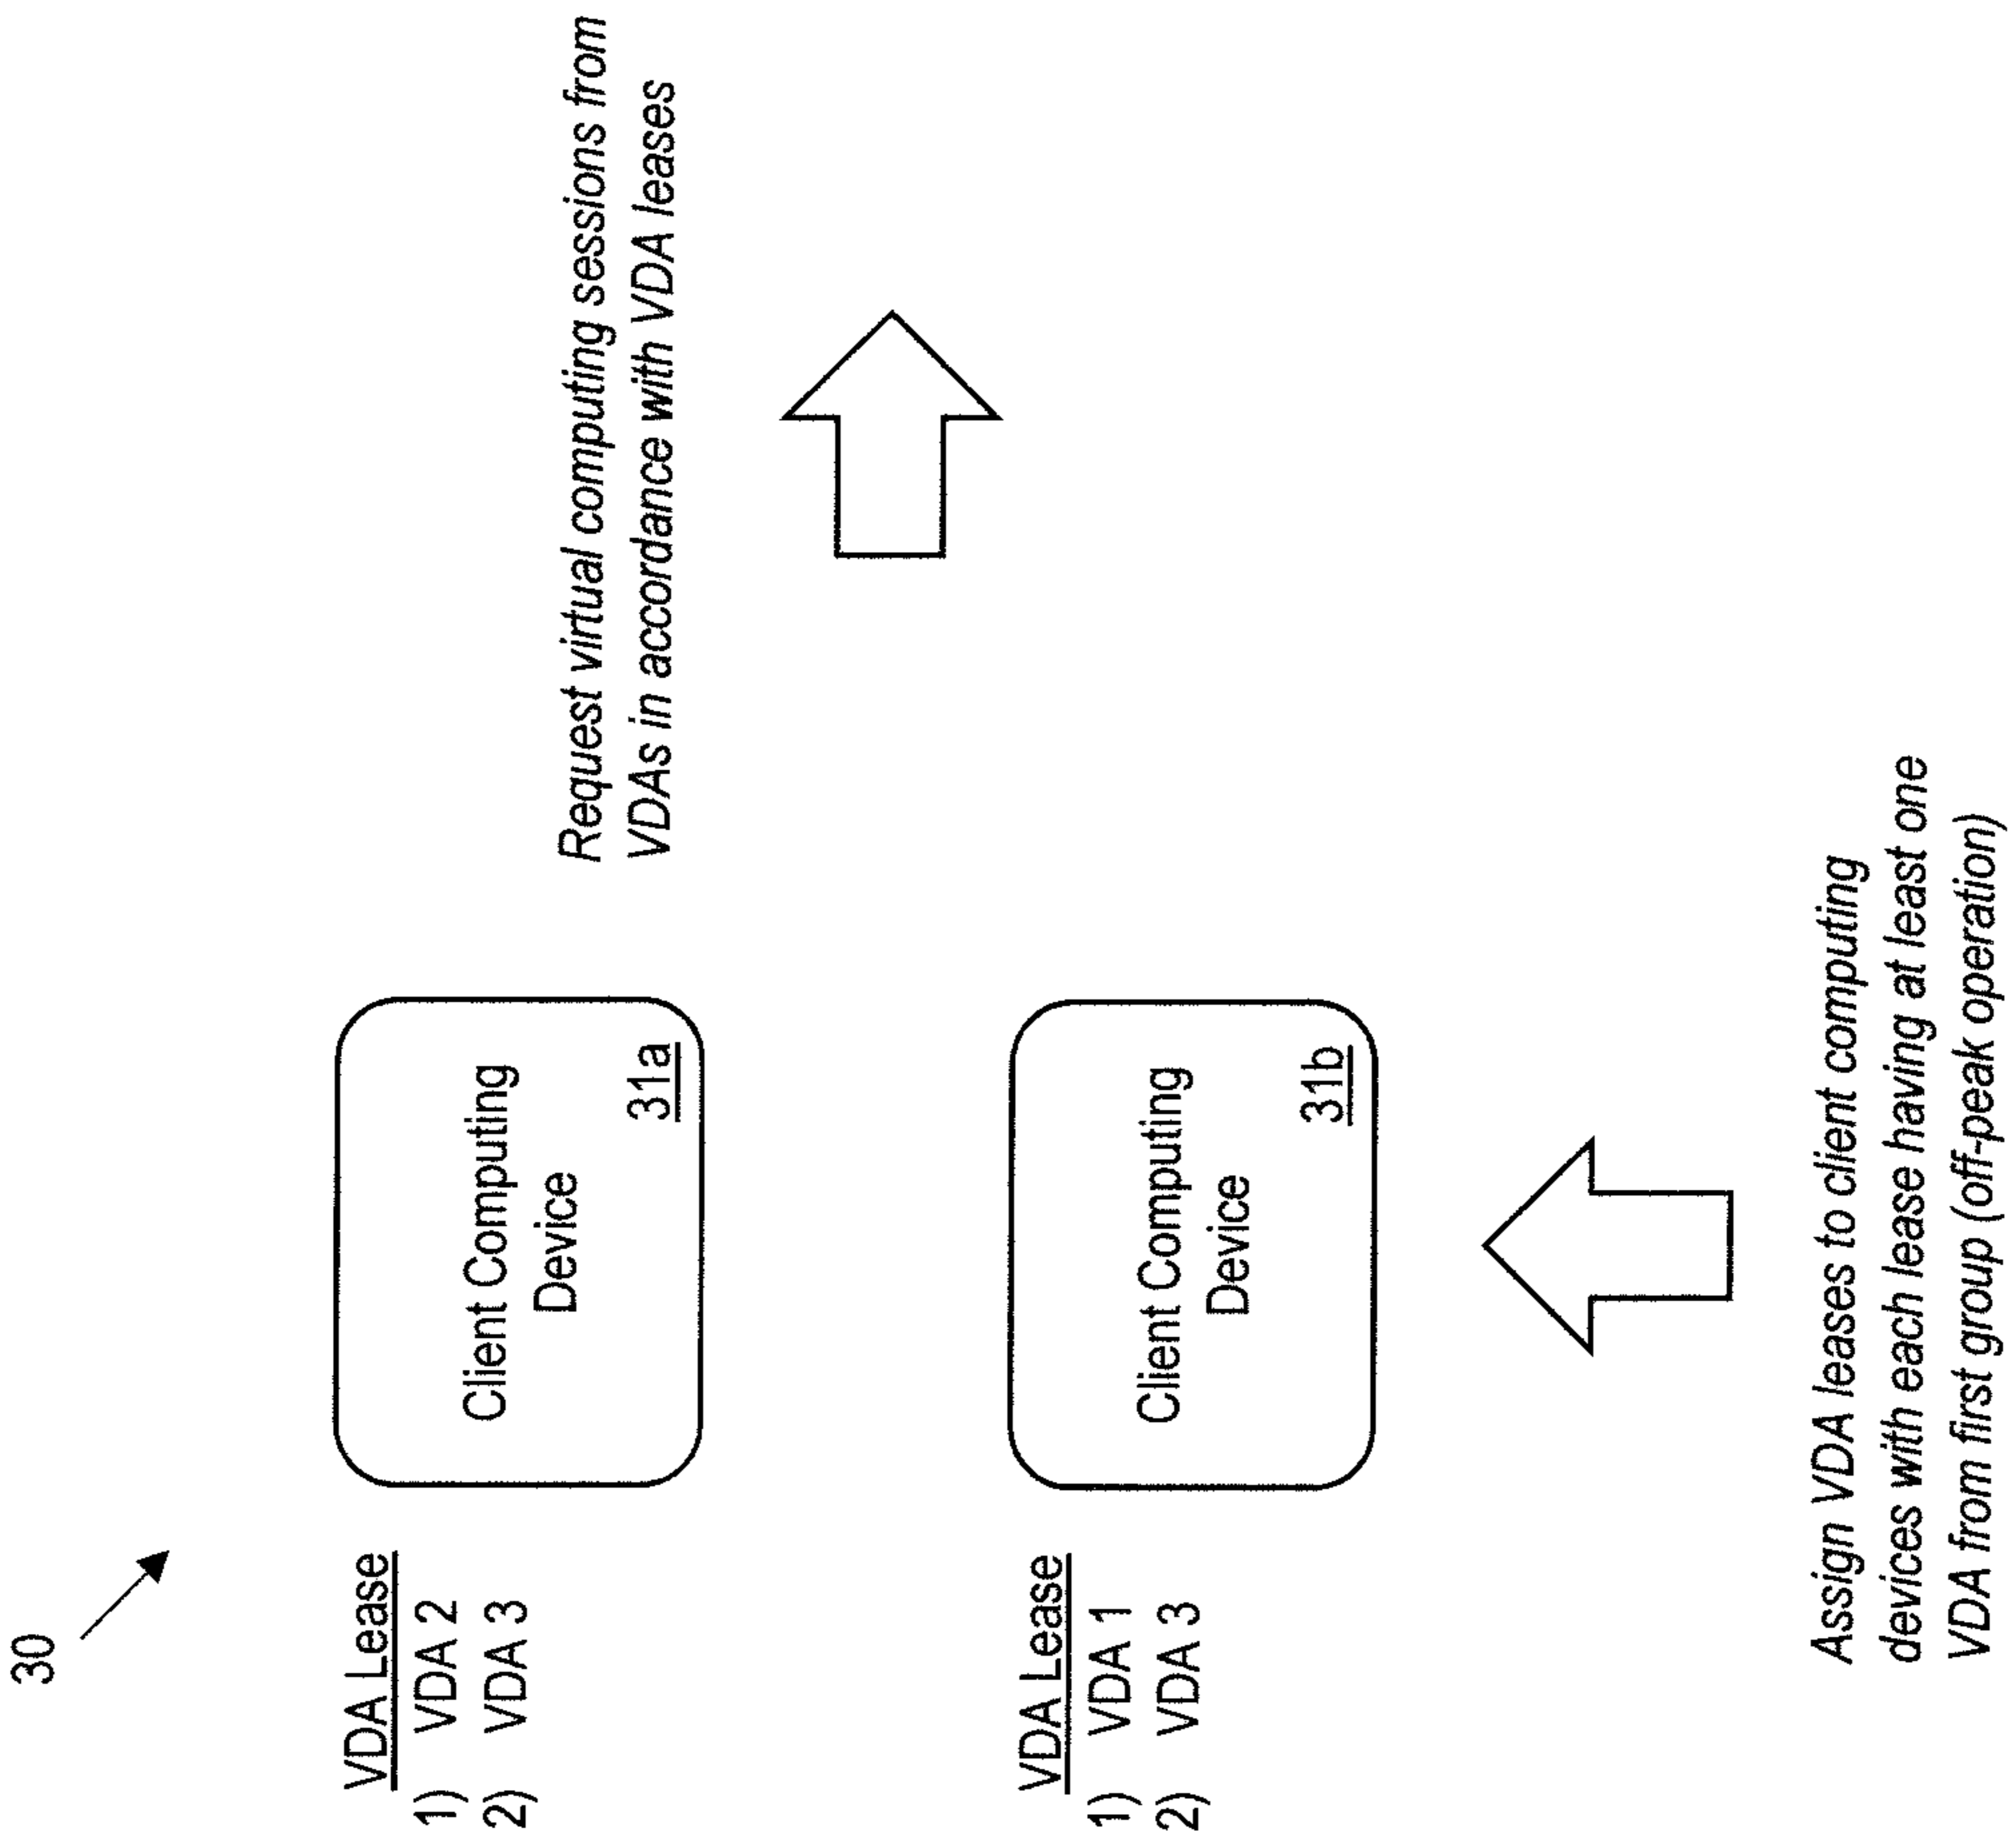 30
VDA Lease
1) VDA 2
2) VDA 3
Client Computing
Device
31a
Request virtual computing sessions from
VDAs in accordance with VDA leases
VDA Lease
1) VDA 1
2) VDA 3
Client Computing
Device
31b
Assign VDA leases to client computing
devices with each lease having at least one
VDA from first group (off-peak operation)